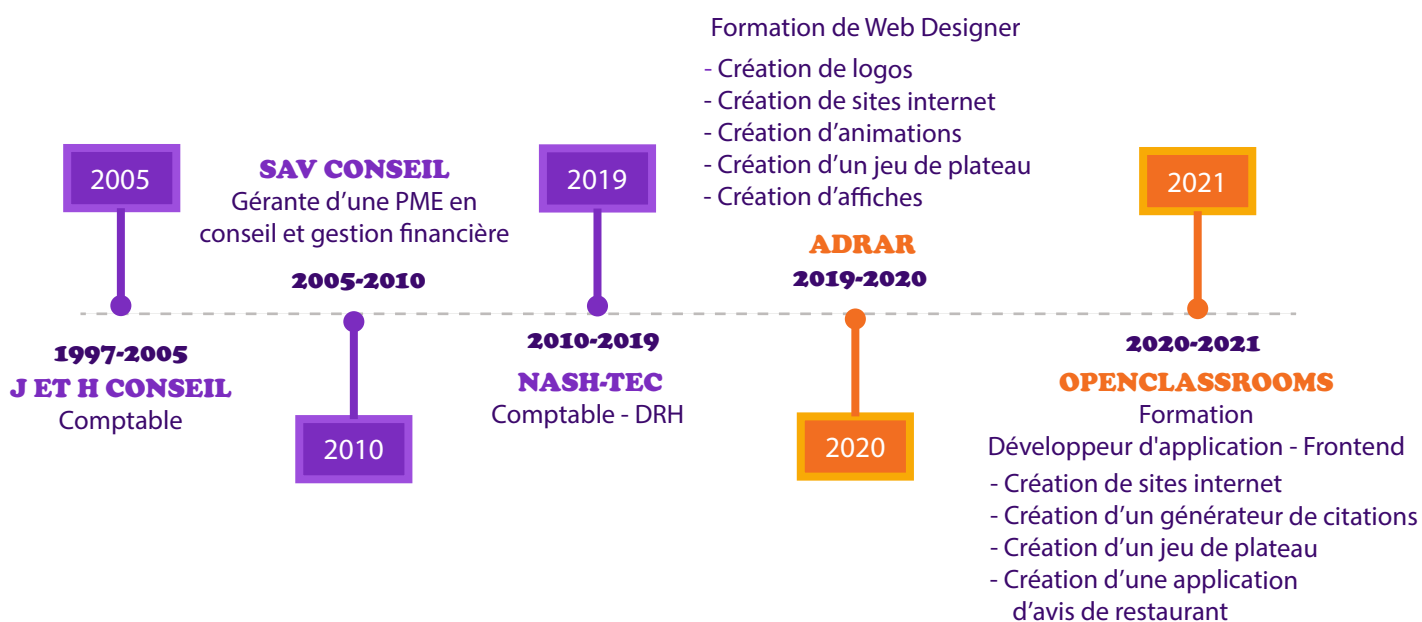 2005
1997-2005
J ET H CONSEIL
Comptable
SAV CONSEIL
Gérante d'une PME en
conseil et gestion financière
2005-2010
2010
2019
2010-2019
NASH-TEC
Comptable - DRH
Formation de Web Designer
- Création de logos
- Création de sites internet
- Création d'animations
- Création d'un jeu de plateau
- Création d'affiches
ADRAR
2019-2020
2020
2021
2020-2021
OPENCLASSROOMS
Formation
Développeur d'application - Frontend
- Création de sites internet
- Création d'un générateur de citations
- Création d'un jeu de plateau
- Création d'une application
d'avis de restaurant